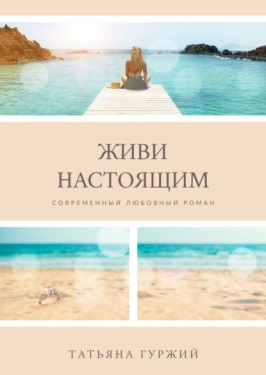 ЖИВИ
НАСТОЯЩИМ
СОВРЕМЕННЫЙ ЛЮБОВНЫЙ РОМАН
ТАТЬЯНА ГУРЖИЙ